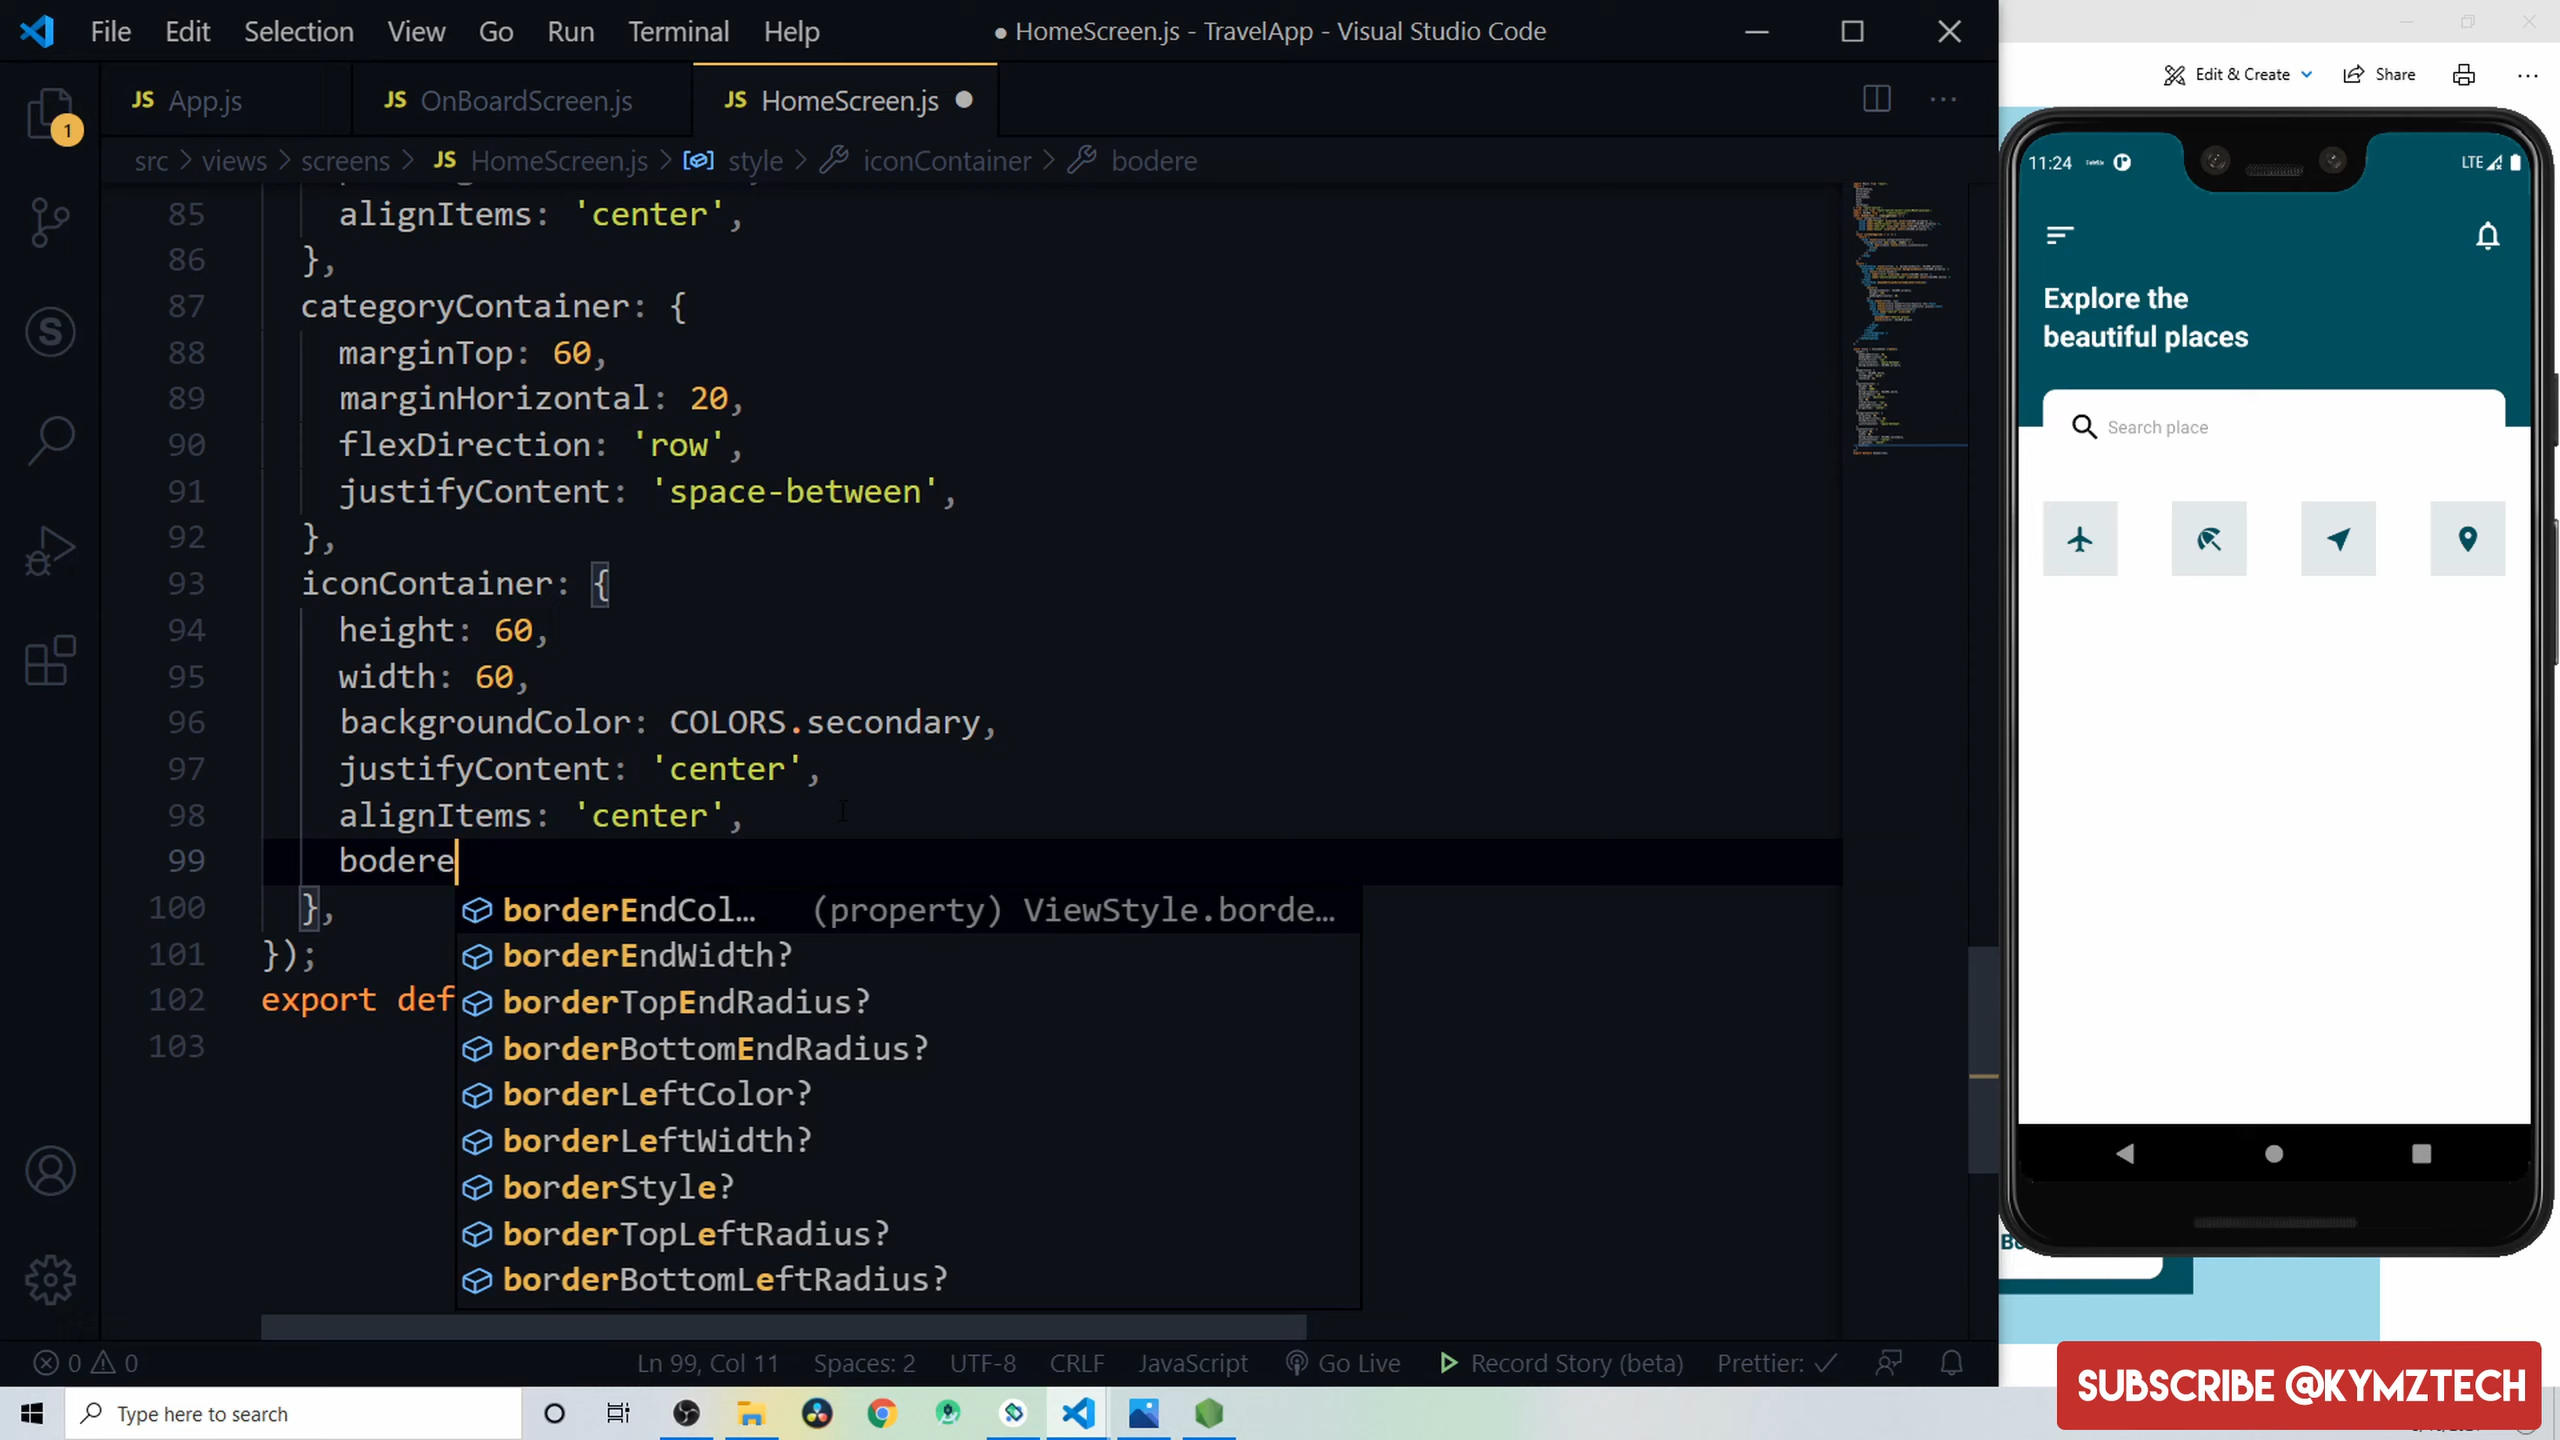 File Edit Selection View Go Run Terminal Help ● HomeScreen.js - TravelApp - Visual Studio Code
JS App.js JS OnBoardScreen.js JS HomeScreen.js
src > views > screens > JS HomeScreen.js > style > iconContainer > bodere
1
85 alignItems: 'center',
86 },
87 categoryContainer: {
88 marginTop: 60,
89 marginHorizontal: 20,
90 flexDirection: 'row',
91 justifyContent: 'space-between',
92 },
93 iconContainer: {
94 height: 60,
95 width: 60,
96 backgroundColor: COLORS.secondary,
97 justifyContent: 'center',
98 alignItems: 'center',
99 bodere
100 },
101 });
102 export def
103
borderEndCol... (property) ViewStyle.borde...
borderEndWidth?
borderTopEndRadius?
borderBottomEndRadius?
borderLeftColor?
borderLeftWidth?
borderStyle?
borderTopLeftRadius?
borderBottomLeftRadius?
0 0 Ln 99, Col 11 Spaces: 2 UTF-8 CRLF JavaScript Go Live Record Story (beta) Prettier: ✓
Edit & Create Share
11:24 LTE
Explore the
beautiful places
Search place
SUBSCRIBE @KYMZTECH
Type here to search